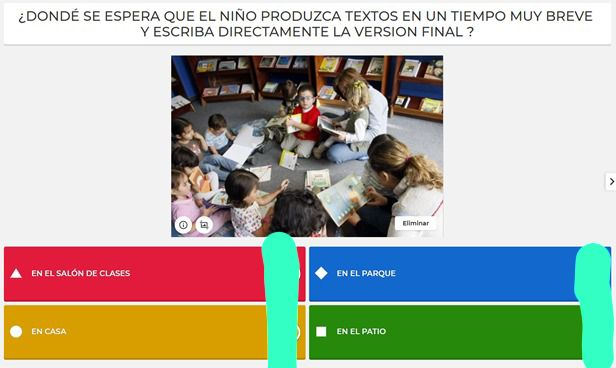 ¿DONDÉ SE ESPERA QUE EL NIÑO PRODUZCA TEXTOS EN UN TIEMPO MUY BREVE
Y ESCRIBA DIRECTAMENTE LA VERSION FINAL ?
Eliminar
EN EL SALÓN DE CLASES
EN EL PARQUE
EN CASA
EN EL PATIO